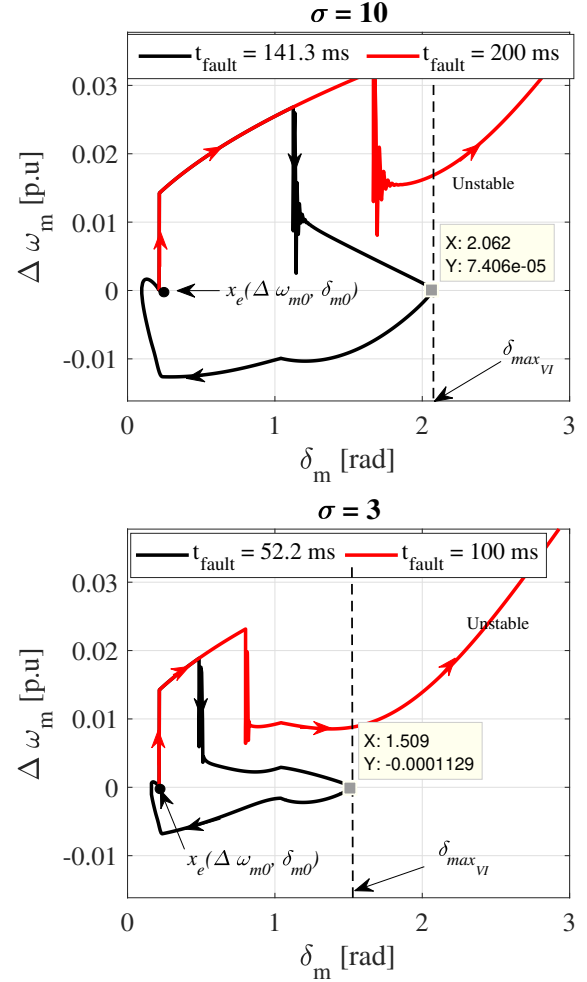 σ = 10
t_fault = 141.3 ms t_fault = 200 ms
0.03
0.02
0.01
0
-0.01
Δ ω_m [p.u]
Unstable
X: 2.062
Y: 7.406e-05
x_e(Δ ω_m0, δ_m0)
δ_max_VI
0 1 2 3
δ_m [rad]
σ = 3
t_fault = 52.2 ms t_fault = 100 ms
0.03
0.02
0.01
0
-0.01
Δ ω_m [p.u]
Unstable
X: 1.509
Y: -0.0001129
x_e(Δ ω_m0, δ_m0)
δ_max_VI
0 1 2 3
δ_m [rad]